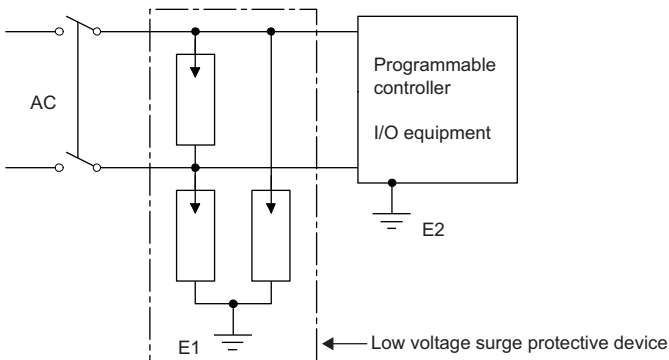 Programmable
controller
I/O equipment
AC
E2
E1
Low voltage surge protective device